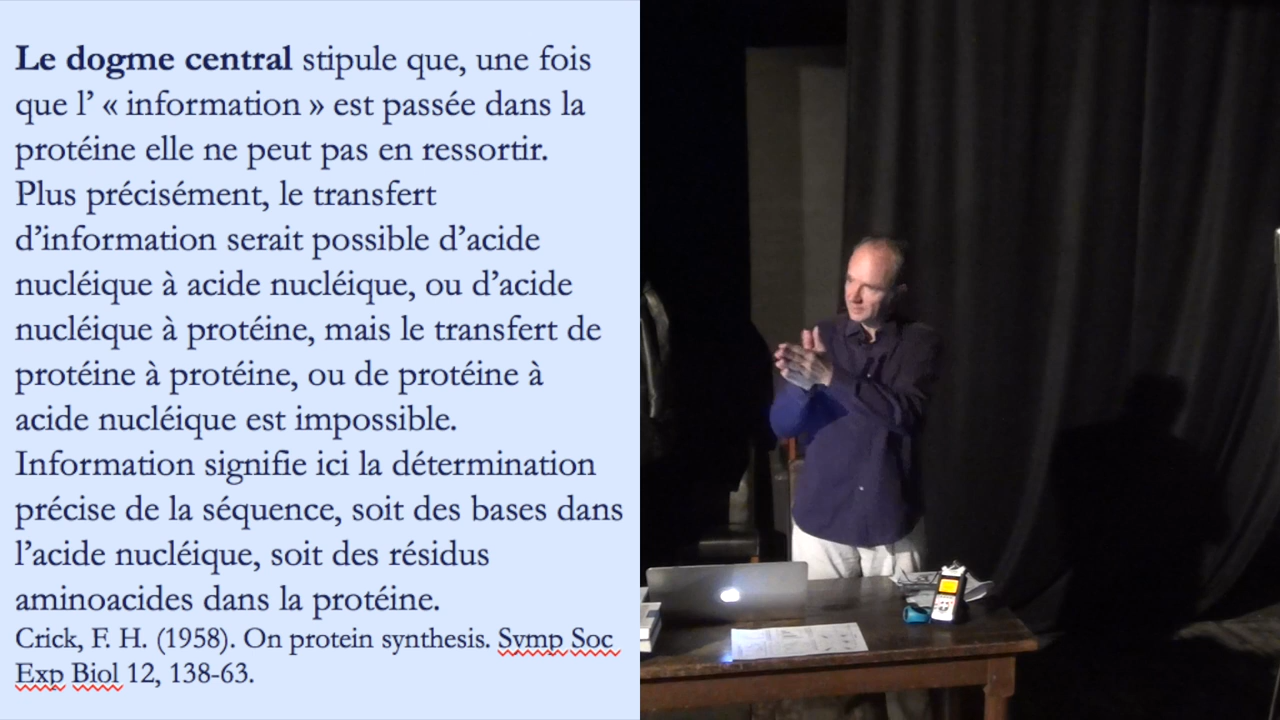 Le dogme central stipule que, une fois
que l’ « information » est passée dans la
protéine elle ne peut pas en ressortir.
Plus précisément, le transfert
d’information serait possible d’acide
nucléique à acide nucléique, ou d’acide
nucléique à protéine, mais le transfert de
protéine à protéine, ou de protéine à
acide nucléique est impossible.
Information signifie ici la détermination
précise de la séquence, soit des bases dans
l’acide nucléique, soit des résidus
aminoacides dans la protéine.
Crick, F. H. (1958). On protein synthesis. Symp Soc
Exp Biol 12, 138-63.